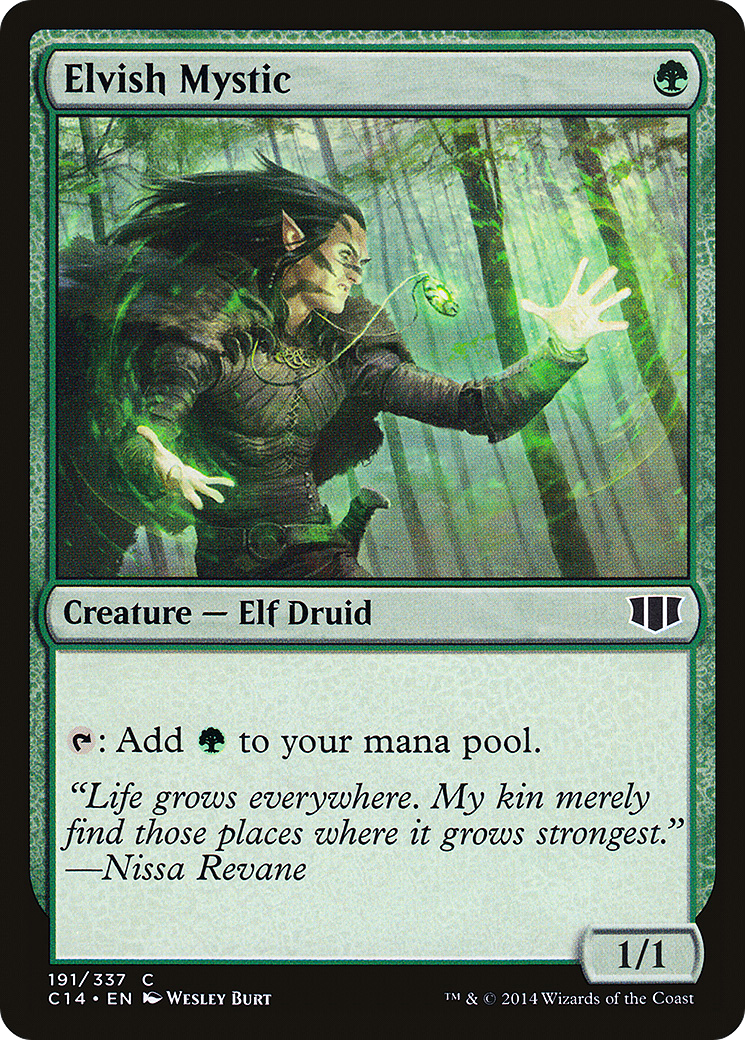 Elvish Mystic
Creature — Elf Druid
: Add to your mana pool.
“Life grows everywhere. My kin merely
find those places where it grows strongest.”
—Nissa Revane
1/1
191/337 C
C14 • EN Wesley Burt
™ & © 2014 Wizards of the Coast